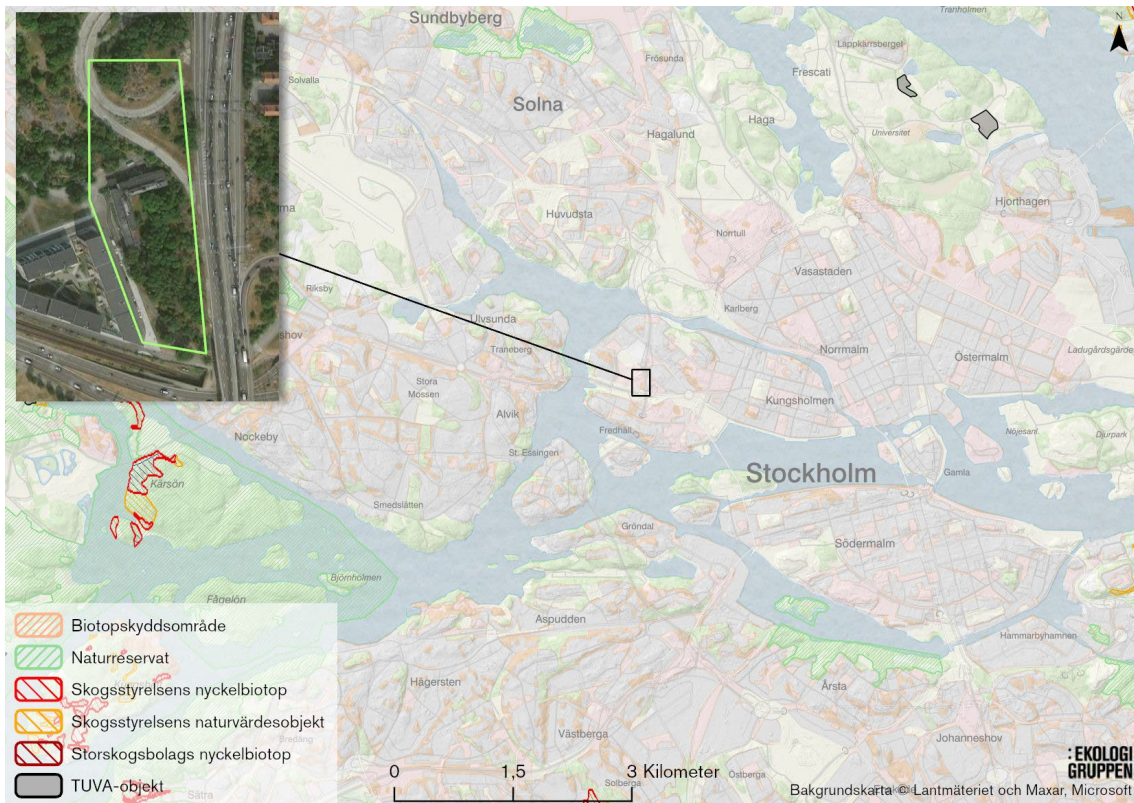 Sundbyberg
Tranholmen
N
Lappkärrsberget
Frösunda
Solvalla
Frescati
Solna
Haga
Hagalund
Universitet
Hjorthagen
Huvudsta
Norrtull
Vasastaden
Riksby
Ulvsunda
Karlberg
Traneberg
Norrmalm
Östermalm
Ladugårdsgärde
Stora
Mossen
Kungsholmen
Alvik
Nockeby
Fredhäll
Nöjesant.
Djurpark
St. Essingen
Gamla
Stockholm
Kärsön
Smedslätten
Gröndal
Södermalm
Björnholmen
Fågelön
Aspudden
Hammarbyhamnen
Hägersten
Årsta
Västberga
Johanneshov
Bredäng
Östberga
Solberga
Sätra
Biotopskyddsområde
Naturreservat
Skogsstyrelsens nyckelbiotop
Skogsstyrelsens naturvärdesobjekt
Storskogsbolags nyckelbiotop
TUVA-objekt
0 1,5 3 Kilometer
:EKOLOGI
GRUPPEN
Bakgrundskarta © Lantmäteriet och Maxar, Microsoft